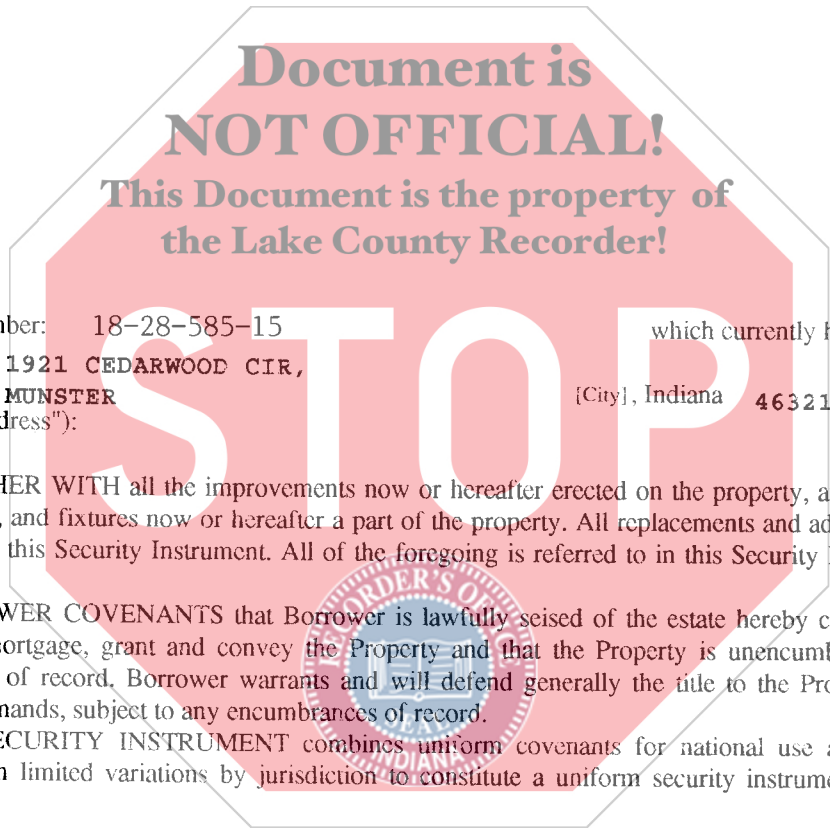 Document is
NOT OFFICIAL!
This Document is the property of
the Lake County Recorder!
STOP
nber: 18-28-585-15 which currently h
1921 CEDARWOOD CIR,
MUNSTER [City], Indiana 46321
dress"):
HER WITH all the improvements now or hereafter erected on the property, a
, and fixtures now or hereafter a part of the property. All replacements and ad
this Security Instrument. All of the foregoing is referred to in this Security
WER COVENANTS that Borrower is lawfully seised of the estate hereby c
ortgage, grant and convey the Property and that the Property is unencumb
of record. Borrower warrants and will defend generally the title to the Pro
mands, subject to any encumbrances of record.
ECURITY INSTRUMENT combines uniform covenants for national use a
n limited variations by jurisdiction to constitute a uniform security instrume
RECORDER'S OFFICE
SEAL
INDIANA